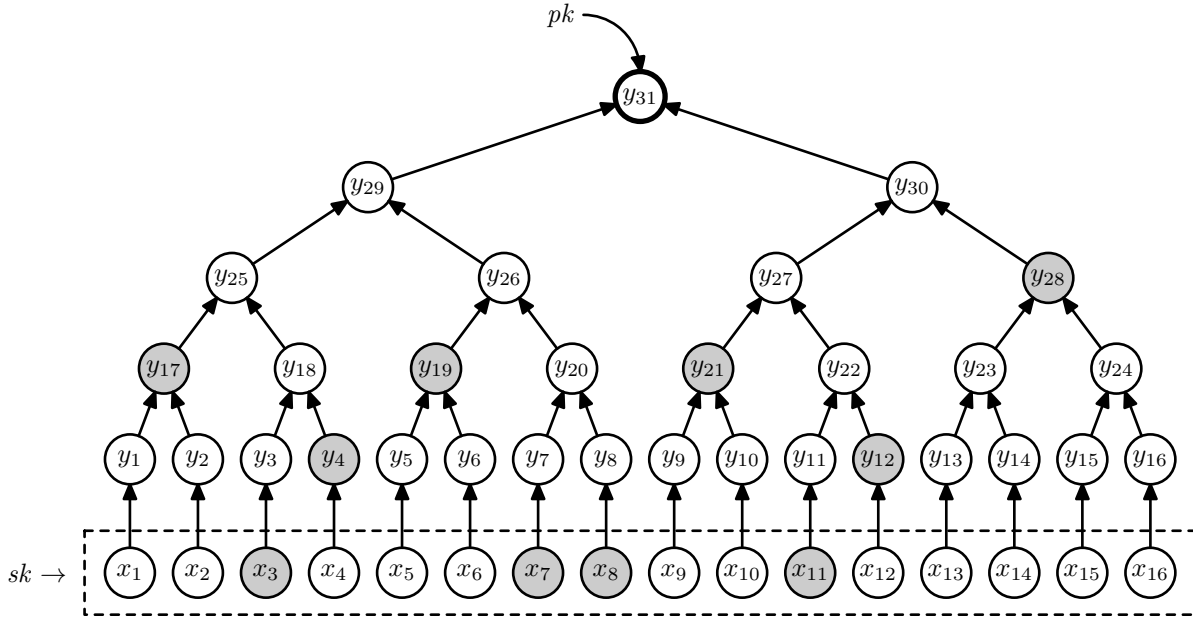 pk
y31
y29 y30
y25 y26 y27 y28
y17 y18 y19 y20 y21 y22 y23 y24
y1 y2 y3 y4 y5 y6 y7 y8 y9 y10 y11 y12 y13 y14 y15 y16
sk → x1 x2 x3 x4 x5 x6 x7 x8 x9 x10 x11 x12 x13 x14 x15 x16